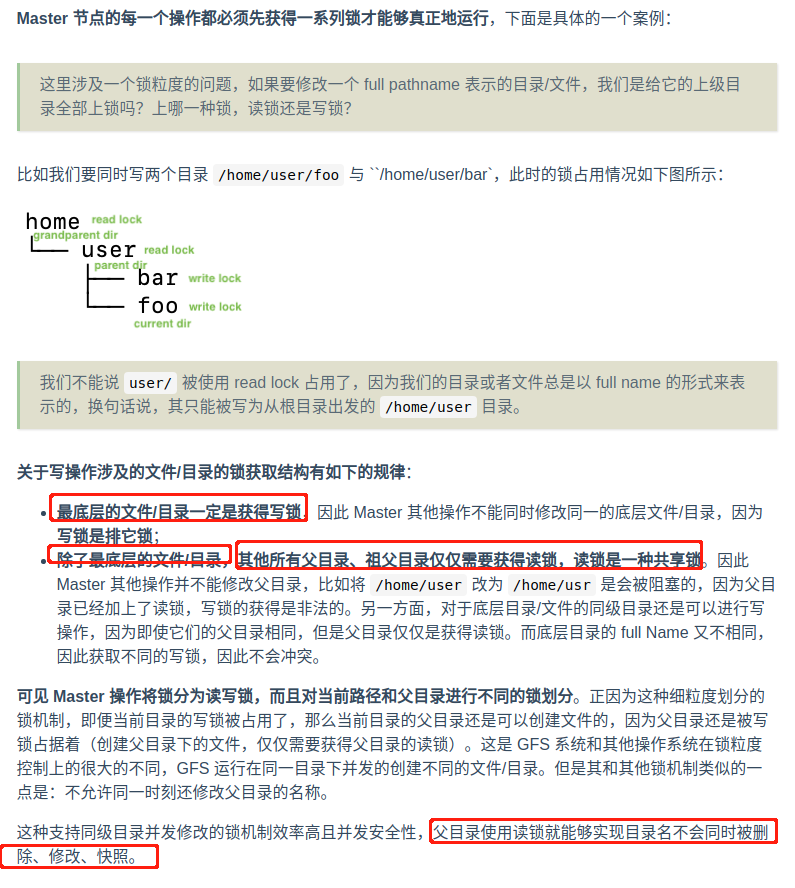 Master 节点的每一个操作都必须先获得一系列锁才能够真正地运行，下面是具体的一个案例：
这里涉及一个锁粒度的问题，如果要修改一个 full pathname 表示的目录/文件，我们是给它的上级目
录全部上锁吗？上哪一种锁，读锁还是写锁？
比如我们要同时写两个目录 /home/user/foo 与 ``/home/user/bar`，此时的锁占用情况如下图所示：
home read lock
grandparent dir
└── user read lock
parent dir
├── bar write lock
└── foo write lock
current dir
我们不能说 user/ 被使用 read lock 占用了，因为我们的目录或者文件总是以 full name 的形式来表
示的，换句话说，其只能被写为从根目录出发的 /home/user 目录。
关于写操作涉及的文件/目录的锁获取结构有如下的规律：
• 最底层的文件/目录一定是获得写锁，因此 Master 其他操作不能同时修改同一的底层文件/目录，因为
写锁是排它锁；
• 除了最底层的文件/目录，其他所有父目录、祖父目录仅仅需要获得读锁，读锁是一种共享锁。因此
Master 其他操作并不能修改父目录，比如将 /home/user 改为 /home/usr 是会被阻塞的，因为父目
录已经加上了读锁，写锁的获得是非法的。另一方面，对于底层目录/文件的同级目录还是可以进行写
操作，因为即使它们的父目录相同，但是父目录仅仅是获得读锁。而底层目录的 full Name 又不相同，
因此获取不同的写锁，因此不会冲突。
可见 Master 操作将锁分为读写锁，而且对当前路径和父目录进行不同的锁划分。正因为这种细粒度划分的
锁机制，即便当前目录的写锁被占用了，那么当前目录的父目录还是可以创建文件的，因为父目录还是被写
锁占据着（创建父目录下的文件，仅仅需要获得父目录的读锁）。这是 GFS 系统和其他操作系统在锁粒度
控制上的很大的不同，GFS 运行在同一目录下并发的创建不同的文件/目录。但是其和其他锁机制类似的一
点是：不允许同一时刻还修改父目录的名称。
这种支持同级目录并发修改的锁机制效率高且并发安全性，父目录使用读锁就能够实现目录名不会同时被删
除、修改、快照。